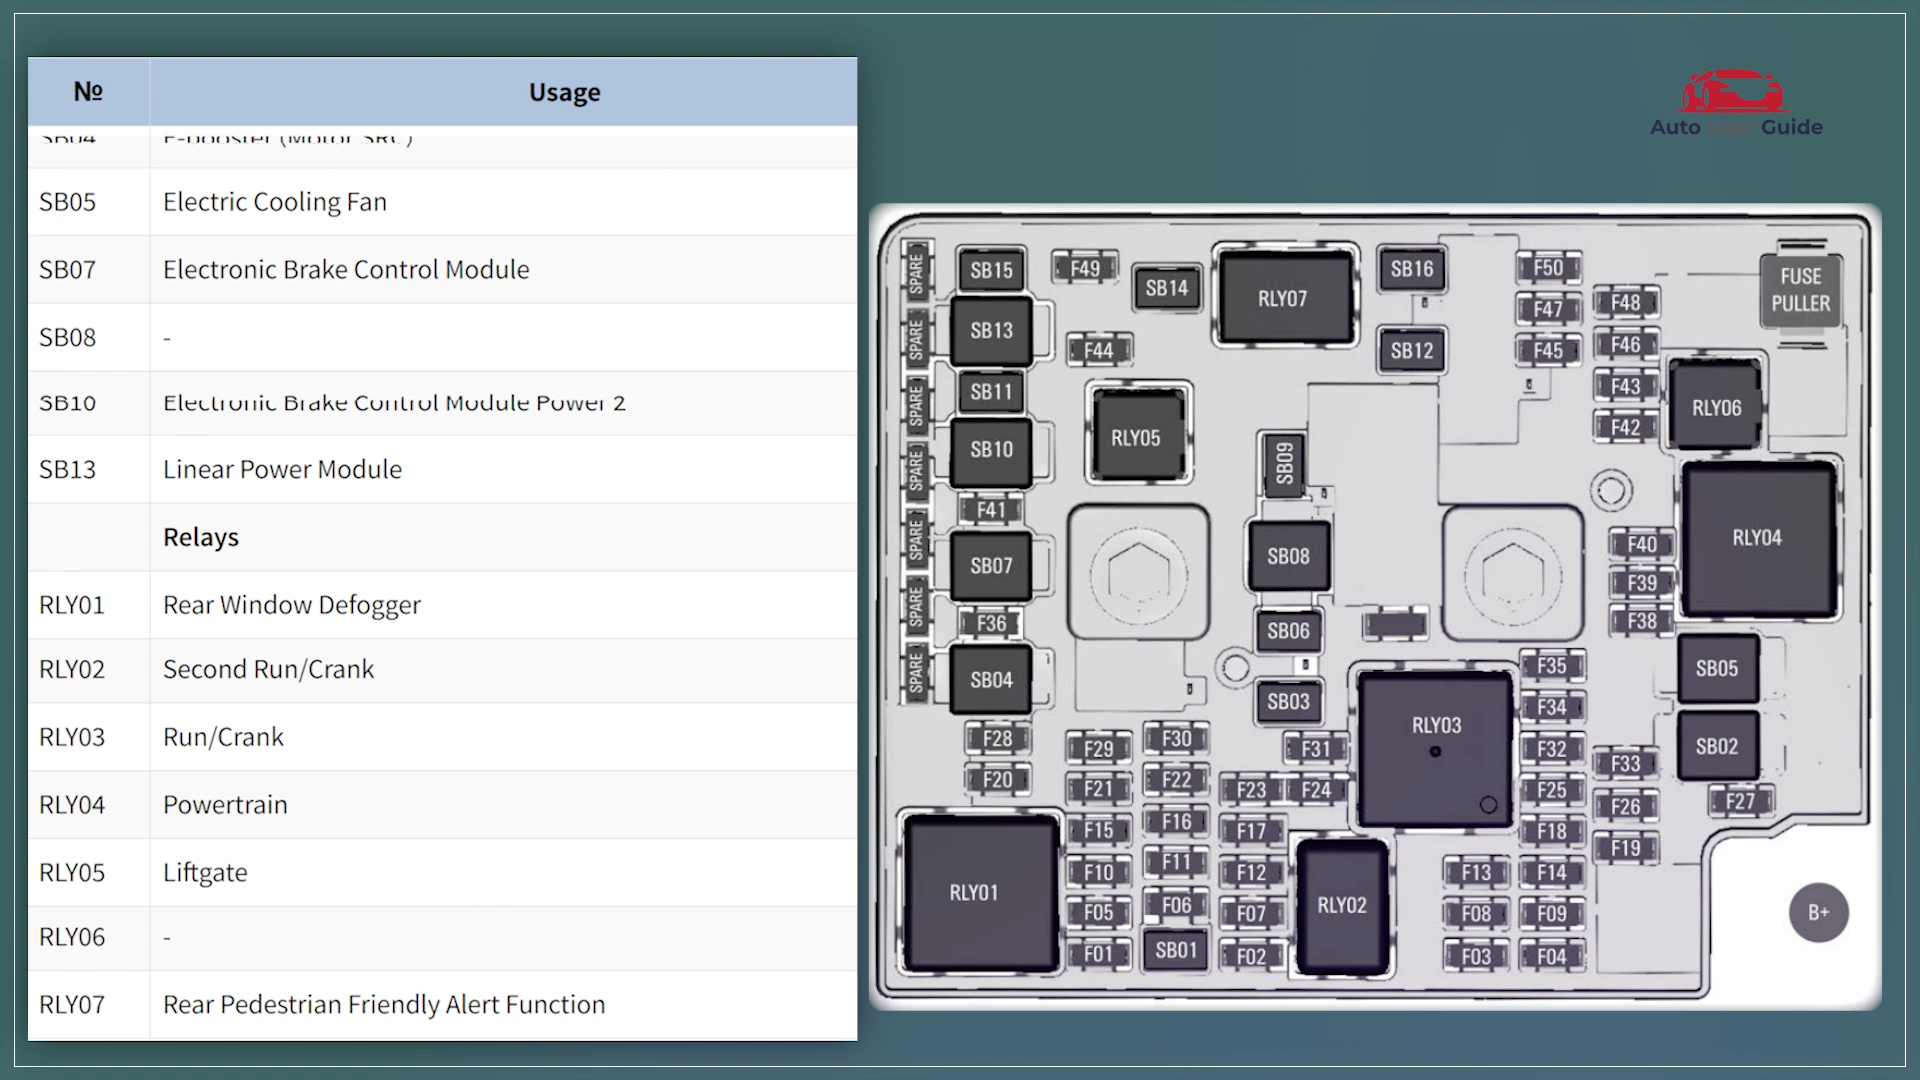 № Usage
SB04 E-booster (Motor SRC)
SB05 Electric Cooling Fan
SB07 Electronic Brake Control Module
SB08 -
SB10 Electronic Brake Control Module Power 2
SB13 Linear Power Module
Relays
RLY01 Rear Window Defogger
RLY02 Second Run/Crank
RLY03 Run/Crank
RLY04 Powertrain
RLY05 Liftgate
RLY06 -
RLY07 Rear Pedestrian Friendly Alert Function
Auto User Guide
SPARE
SPARE
SPARE
SPARE
SPARE
SPARE
SPARE
SB15
F49
SB14
RLY07
SB16
F50
FUSE
PULLER
SB13
F47
F48
F44
SB12
F45
F46
SB11
F43
RLY06
RLY05
F42
SB10
SB09
F41
RLY04
F40
SB07
SB08
F39
F36
SB06
F38
SB04
SB03
F35
SB05
F34
RLY03
F28
F29
F30
F31
F32
F33
SB02
F20
F21
F22
F23
F24
F25
F26
F27
F15
F16
F17
F18
F19
RLY01
F10
F11
F12
RLY02
F13
F14
F05
F06
F07
F08
F09
B+
F01
SB01
F02
F03
F04